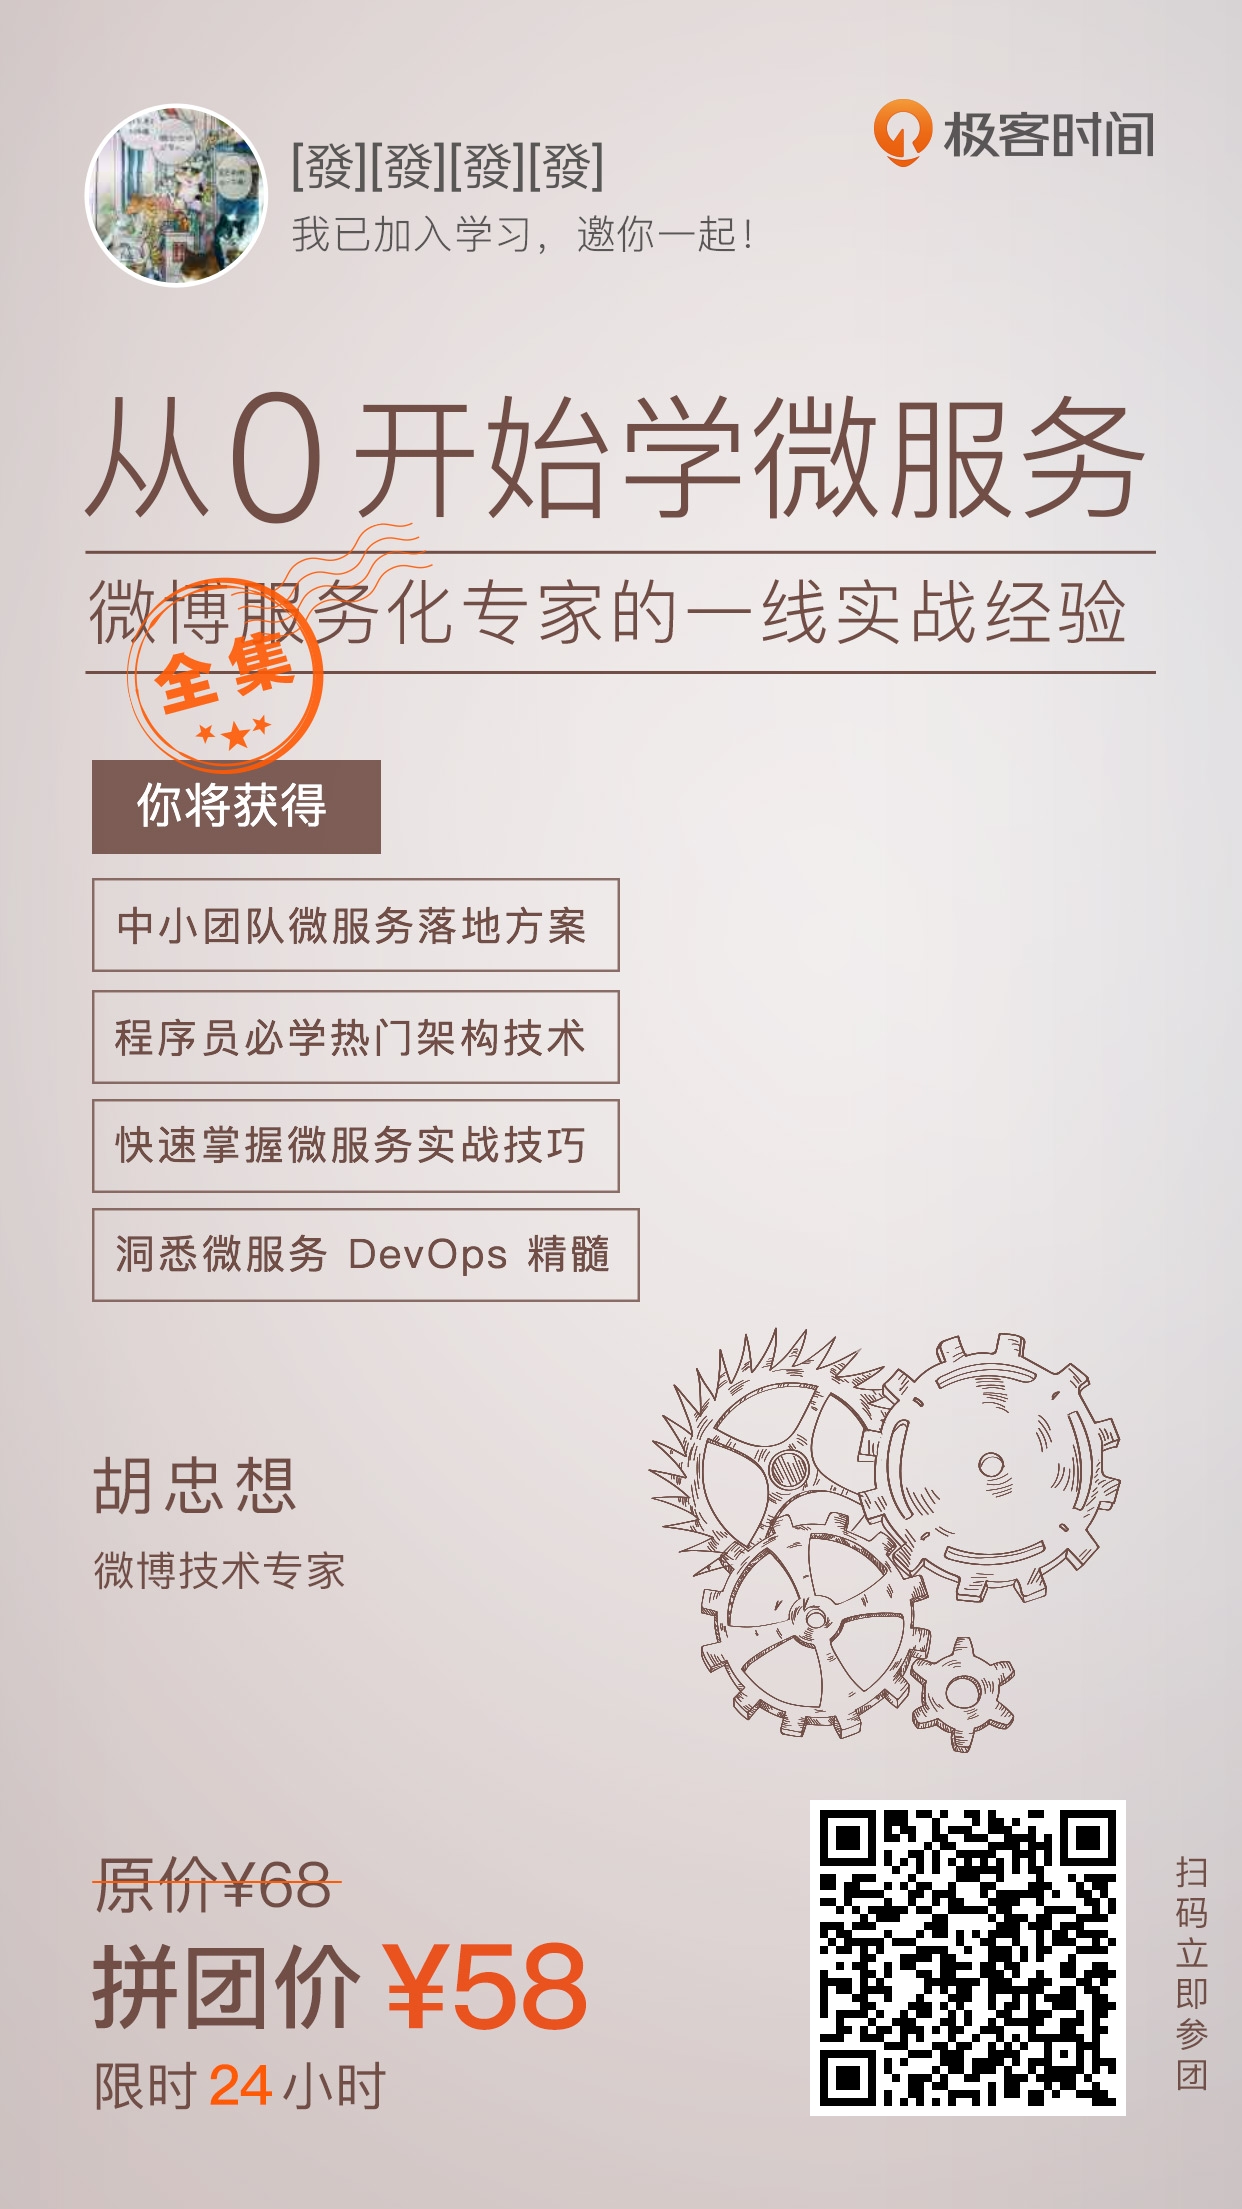 [發][發][發][發]
我已加入学习，邀你一起！
极客时间
从0开始学微服务
微博服务化专家的一线实战经验
全集
你将获得
中小团队微服务落地方案
程序员必学热门架构技术
快速掌握微服务实战技巧
洞悉微服务 DevOps 精髓
胡忠想
微博技术专家
原价¥68
拼团价 ¥58
限时 24 小时
扫码立即参团